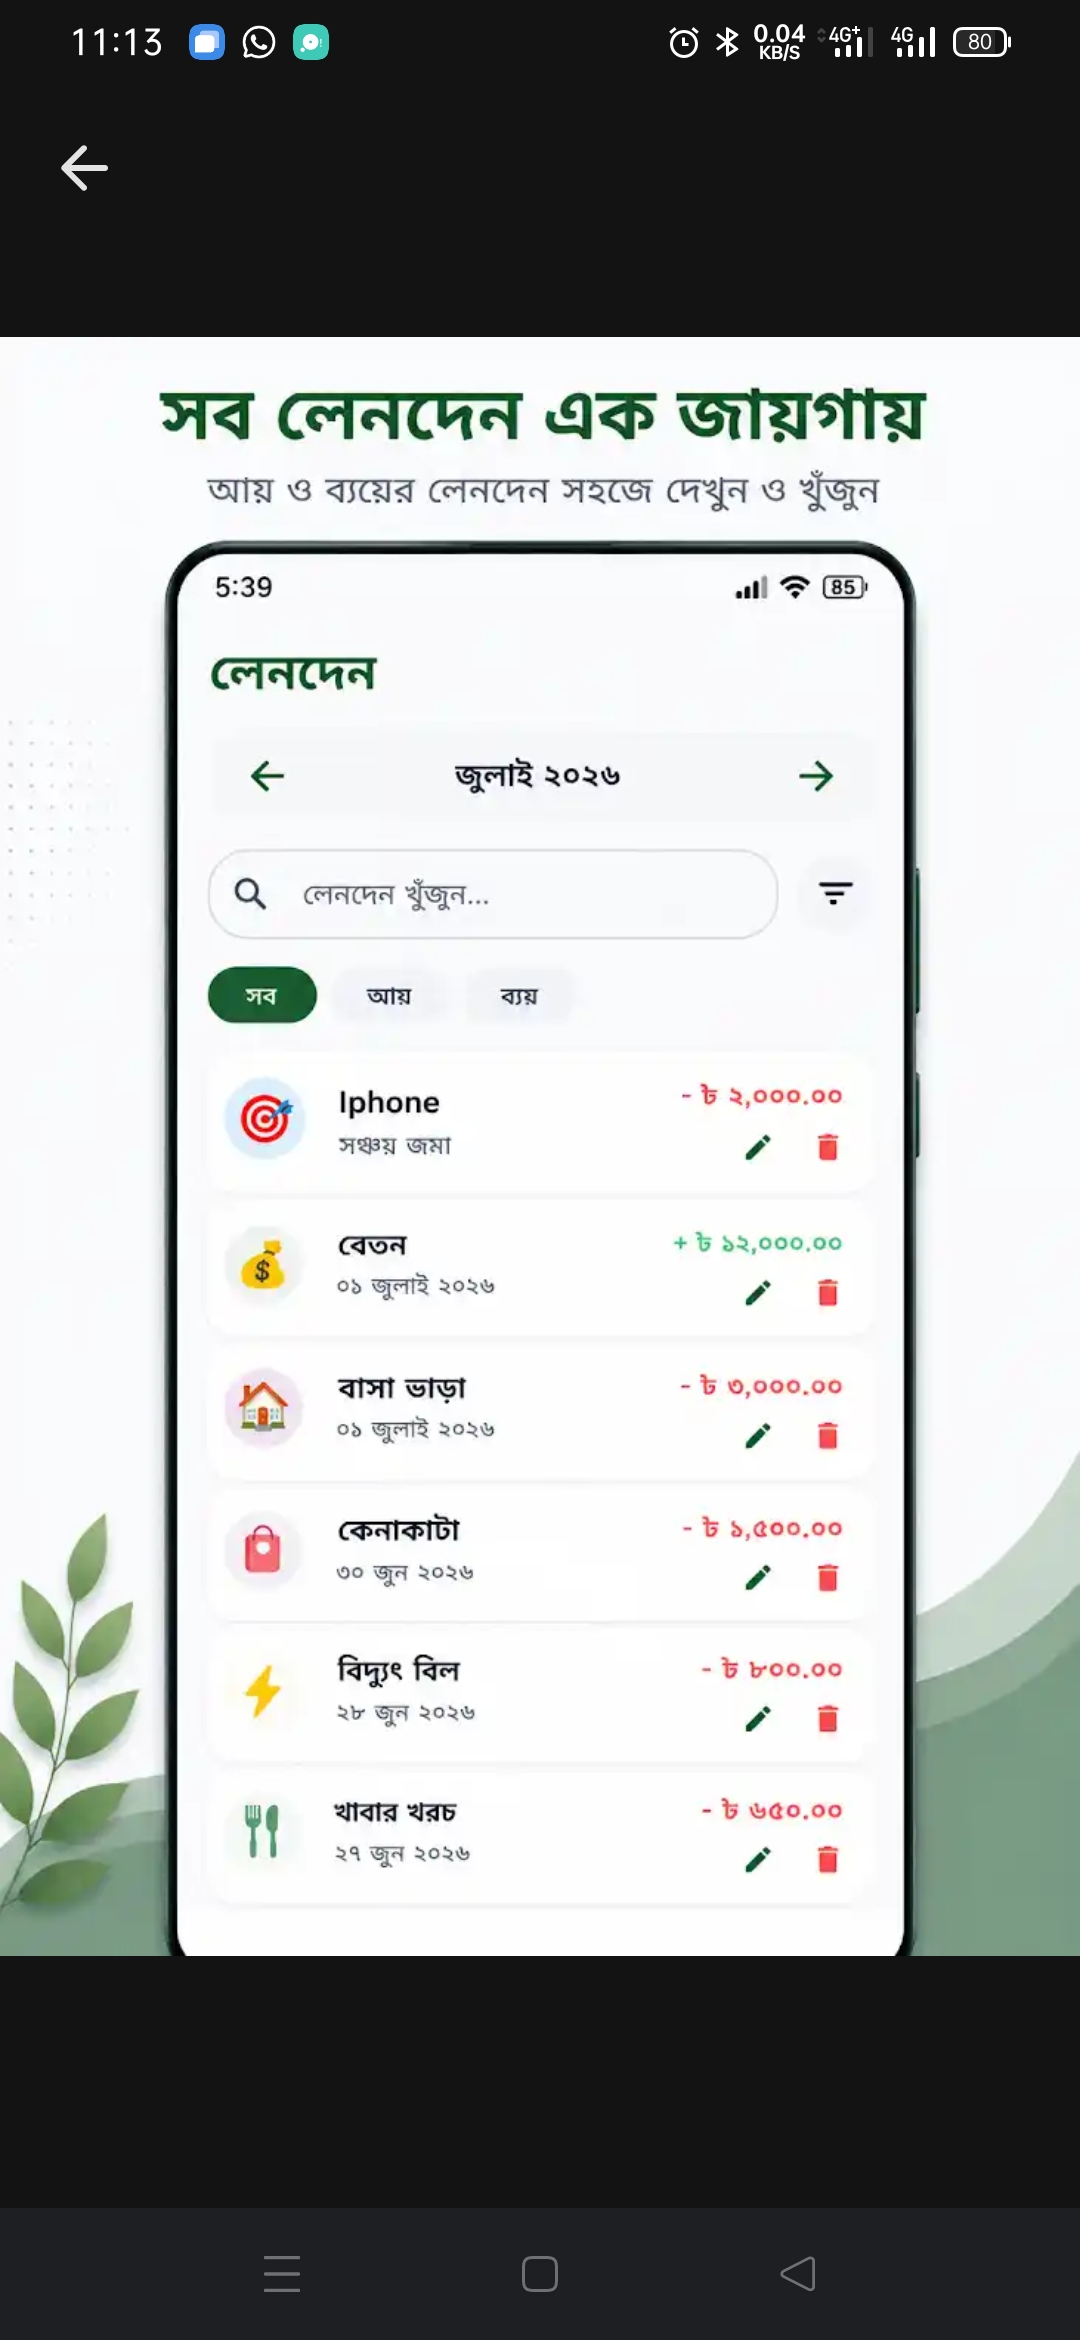 11:13
0.04 KB/S 4G+ 4G 80
সব লেনদেন এক জায়গায়
আয় ও ব্যয়ের লেনদেন সহজে দেখুন ও খুঁজুন
5:39 85
লেনদেন
জুলাই ২০২৬
লেনদেন খুঁজুন...
সব আয় ব্যয়
Iphone - ৳ ২,০০০.০০
সঞ্চয় জমা
বেতন + ৳ ১২,০০০.০০
০১ জুলাই ২০২৬
বাসা ভাড়া - ৳ ৩,০০০.০০
০১ জুলাই ২০২৬
কেনাকাটা - ৳ ১,৫০০.০০
৩০ জুন ২০২৬
বিদ্যুৎ বিল - ৳ ৮০০.০০
২৮ জুন ২০২৬
খাবার খরচ - ৳ ৬৫০.০০
২৭ জুন ২০২৬